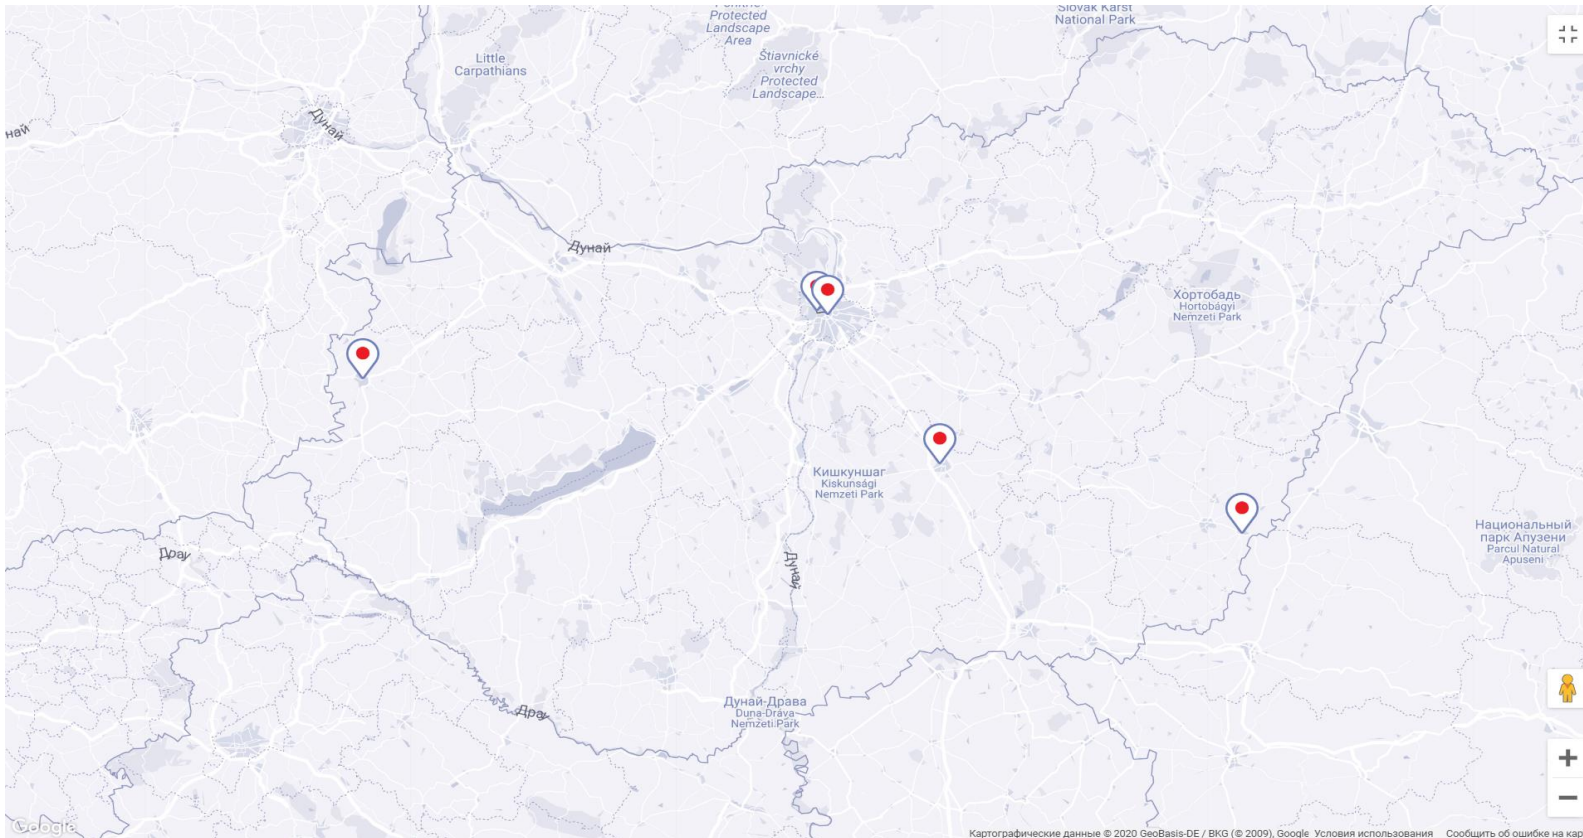 Protected
Landscape
Area
Slovak Karst
National Park
Little
Carpathians
Štiavnické
vrchy
Protected
Landscape...
Дунай
най
Дунай
Хортобадь
Hortobágyi
Nemzeti Park
Кишкуншаг
Kiskunsági
Nemzeti Park
Национальный
парк Апузени
Parcul Natural
Apuseni
Драу
Дунай
Дунай-Драва
Duna-Dráva
Nemzeti Park
Драу
Google
Картографические данные © 2020 GeoBasis-DE / BKG (© 2009), Google Условия использования Сообщить об ошибке на кар